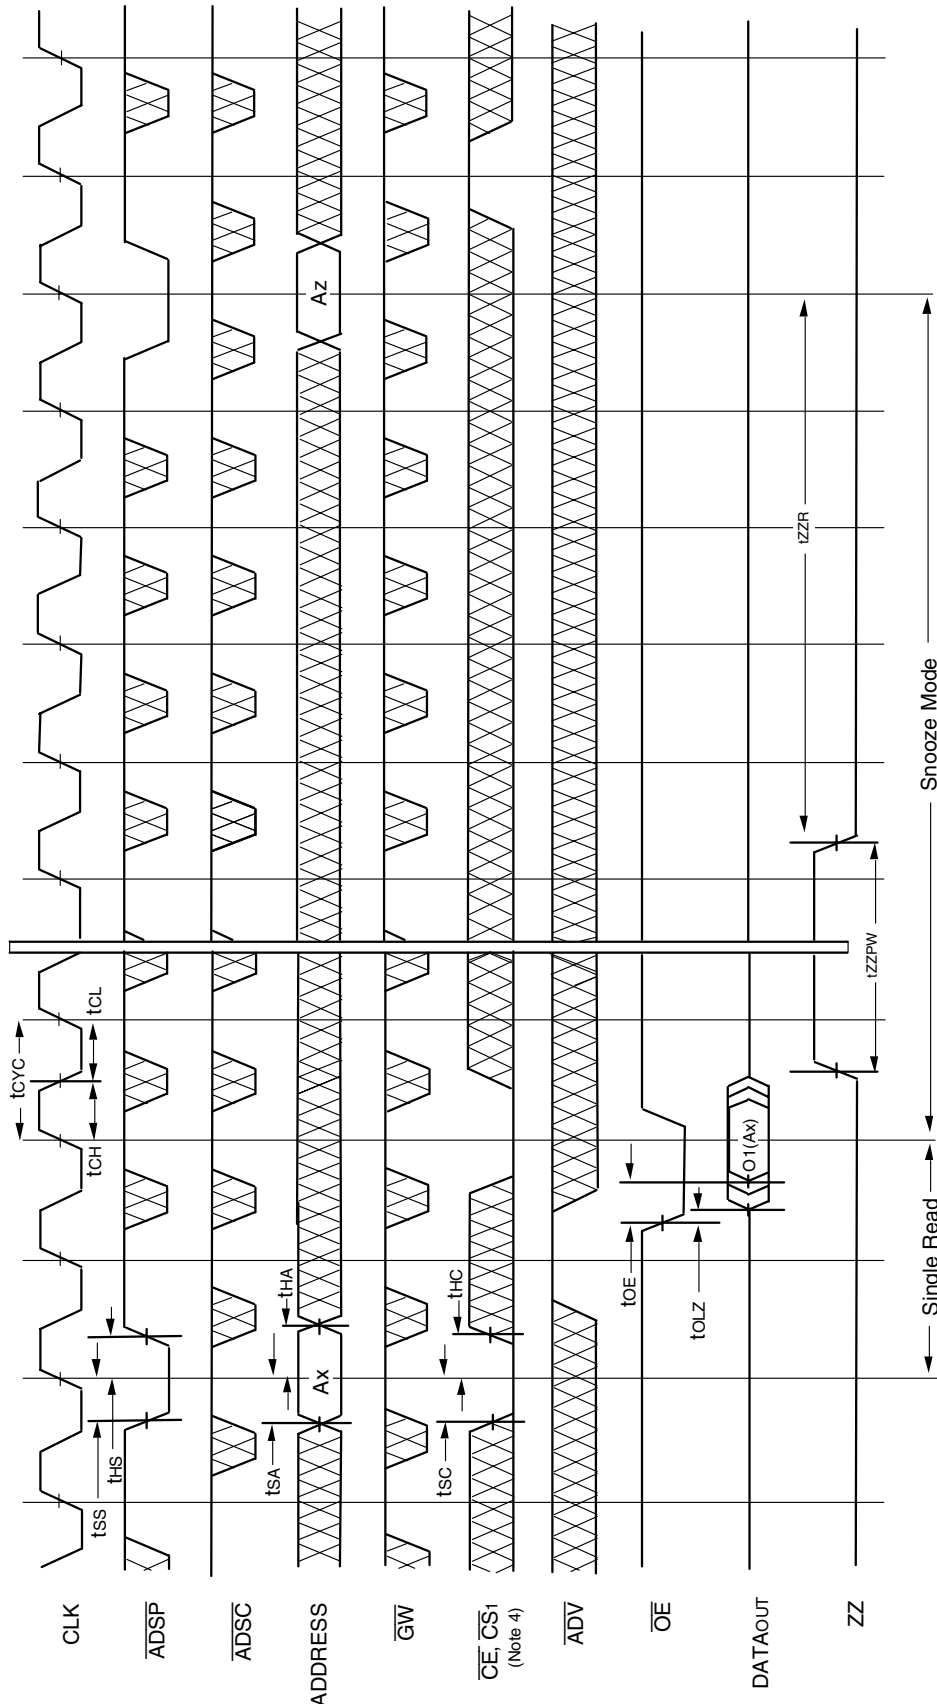 CLK
tCYC
tCH
tCL
tSS
tHS
ADSP
ADSC
ADDRESS
tSA
tHA
Ax
Az
GW
CE, CS1
(Note 4)
tSC
tHC
ADV
OE
tOE
tOLZ
DATAOUT
O1(Ax)
ZZ
tZZPW
tZZR
Single Read
Snooze Mode